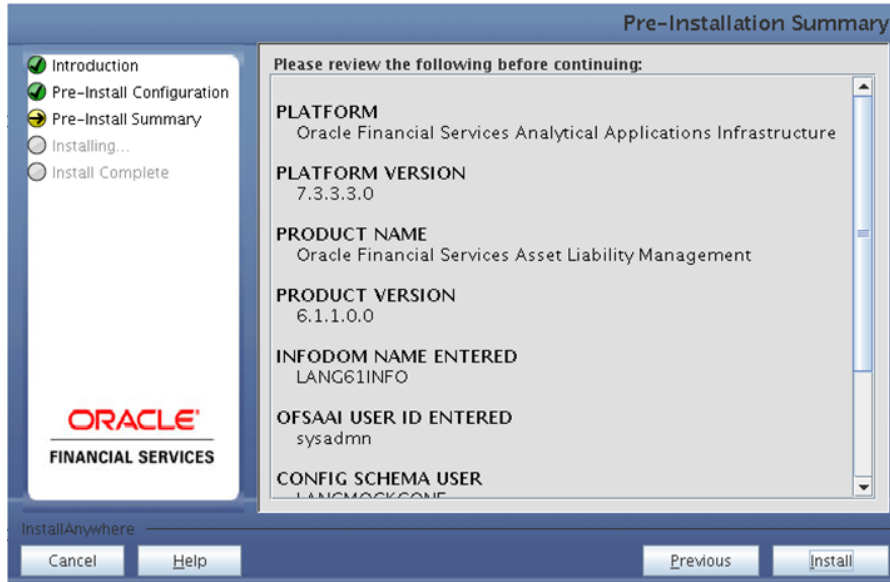 Pre-Installation Summary
Introduction
Pre-Install Configuration
Pre-Install Summary
Installing...
Install Complete
ORACLE'
FINANCIAL SERVICES
Please review the following before continuing:
PLATFORM
Oracle Financial Services Analytical Applications Infrastructure
PLATFORM VERSION
7.3.3.3.0
PRODUCT NAME
Oracle Financial Services Asset Liability Management
PRODUCT VERSION
6.1.1.0.0
INFODOM NAME ENTERED
LANG61INFO
OFSAAI USER ID ENTERED
sysadmn
CONFIG SCHEMA USER
InstallAnywhere
Cancel
Help
Previous
Install